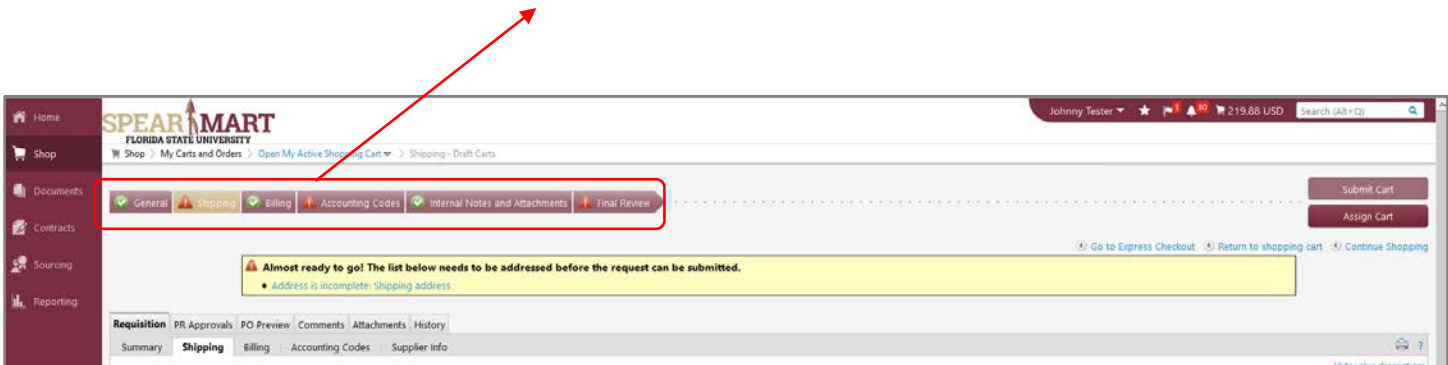 Home
Shop
Documents
Contracts
Sourcing
Reporting
SPEAR MART
FLORIDA STATE UNIVERSITY
Johnny Tester 3 30 219.88 USD Search (Alt+Q)
Shop > My Carts and Orders > Open My Active Shopping Cart > Shipping - Draft Carts
General Shipping Billing Accounting Codes Internal Notes and Attachments Final Review
Submit Cart
Assign Cart
Go to Express Checkout Return to shopping cart Continue Shopping
Almost ready to go! The list below needs to be addressed before the request can be submitted.
Address is incomplete: Shipping address
Requisition PR Approvals PO Preview Comments Attachments History
Summary Shipping Billing Accounting Codes Supplier Info ?